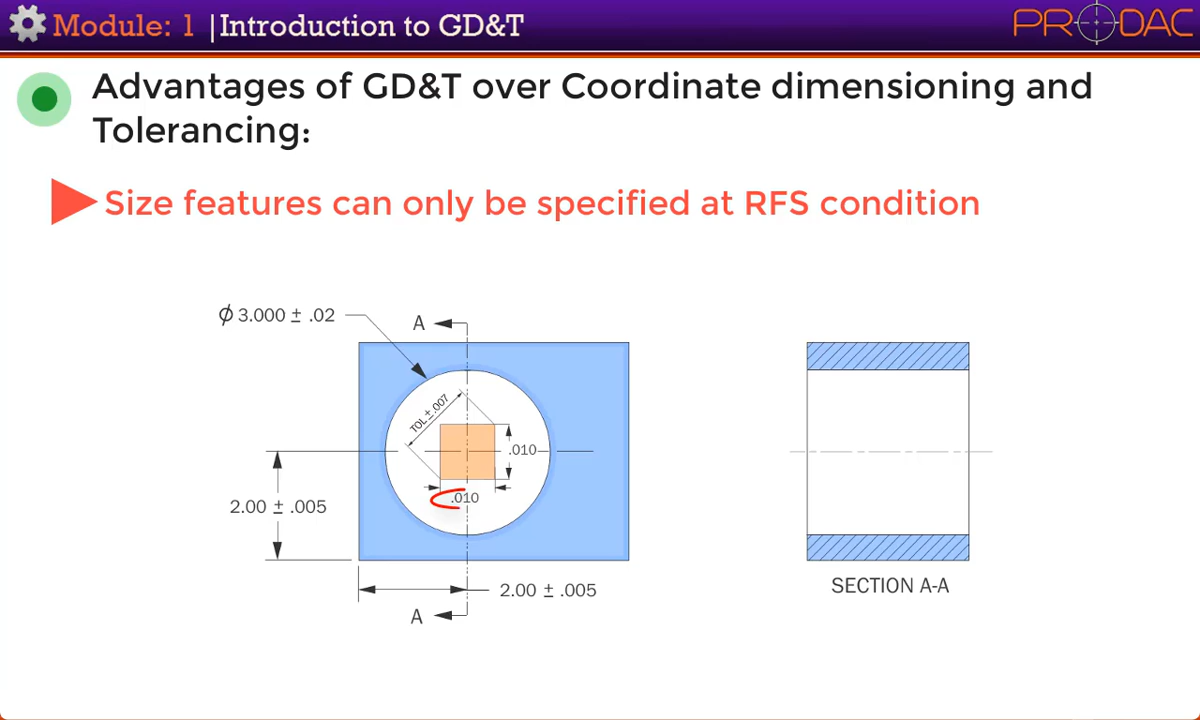 Module: 1 |Introduction to GD&T
PRODAC
Advantages of GD&T over Coordinate dimensioning and
Tolerancing:
Size features can only be specified at RFS condition
⌀ 3.000 ± .02
A
TOL ± .007
.010
.010
2.00 ± .005
2.00 ± .005
A
SECTION A-A